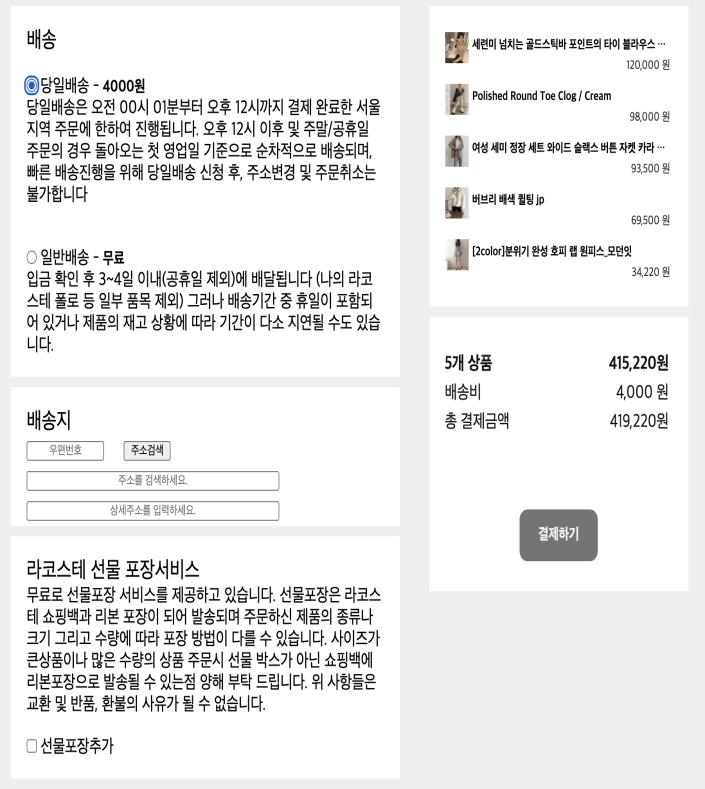 배송
당일배송 - 4000원
당일배송은 오전 00시 01분부터 오후 12시까지 결제 완료한 서울
지역 주문에 한하여 진행됩니다. 오후 12시 이후 및 주말/공휴일
주문의 경우 돌아오는 첫 영업일 기준으로 순차적으로 배송되며,
빠른 배송진행을 위해 당일배송 신청 후, 주소변경 및 주문취소는
불가합니다
일반배송 - 무료
입금 확인 후 3~4일 이내(공휴일 제외)에 배달됩니다 (나의 라코
스테 폴로 등 일부 품목 제외) 그러나 배송기간 중 휴일이 포함되
어 있거나 제품의 재고 상황에 따라 기간이 다소 지연될 수도 있습
니다.
배송지
우편번호
주소검색
주소를 검색하세요.
상세주소를 입력하세요.
라코스테 선물 포장서비스
무료로 선물포장 서비스를 제공하고 있습니다. 선물포장은 라코스
테 쇼핑백과 리본 포장이 되어 발송되며 주문하신 제품의 종류나
크기 그리고 수량에 따라 포장 방법이 다를 수 있습니다. 사이즈가
큰상품이나 많은 수량의 상품 주문시 선물 박스가 아닌 쇼핑백에
리본포장으로 발송될 수 있는점 양해 부탁 드립니다. 위 사항들은
교환 및 반품, 환불의 사유가 될 수 없습니다.
선물포장추가
세련미 넘치는 골드스틱바 포인트의 타이 블라우스 …
120,000 원
Polished Round Toe Clog / Cream
98,000 원
여성 세미 정장 세트 와이드 슬랙스 버튼 자켓 카라 …
93,500 원
버브리 배색 퀼팅 jp
69,500 원
[2color]분위기 완성 호피 랩 원피스_모던잇
34,220 원
5개 상품 415,220원
배송비 4,000 원
총 결제금액 419,220원
결제하기